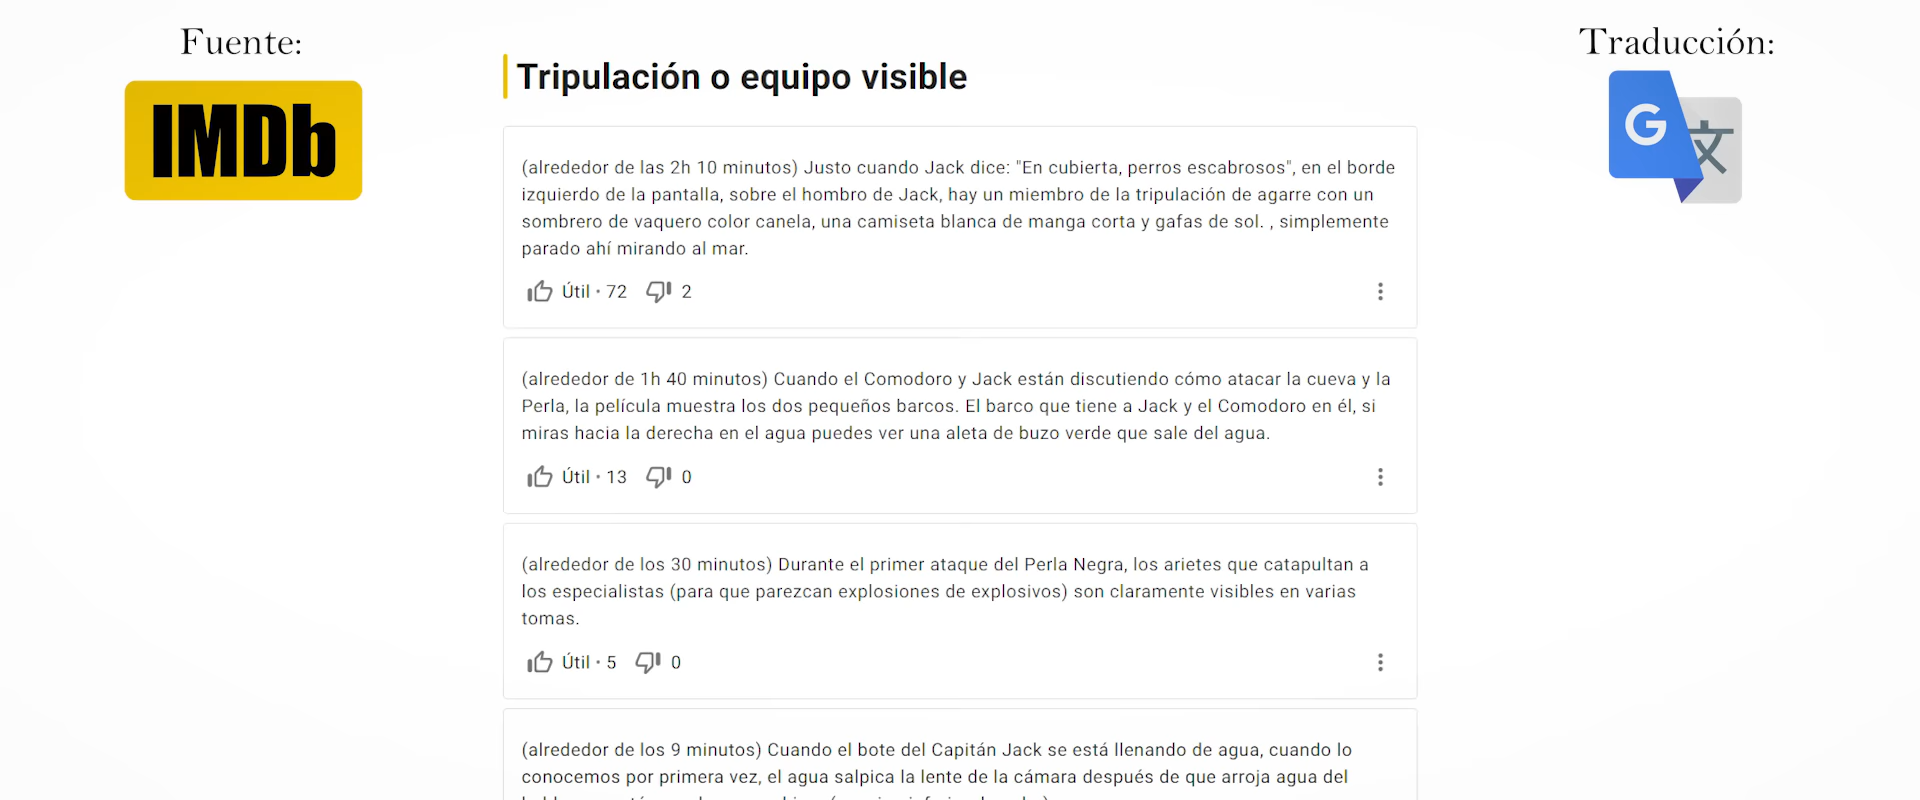 Fuente:
IMDb
Traducción:
G
文
Tripulación o equipo visible
(alrededor de las 2h 10 minutos) Justo cuando Jack dice: "En cubierta, perros escabrosos", en el borde
izquierdo de la pantalla, sobre el hombro de Jack, hay un miembro de la tripulación de agarre con un
sombrero de vaquero color canela, una camiseta blanca de manga corta y gafas de sol. , simplemente
parado ahí mirando al mar.
Útil · 72 2
(alrededor de 1h 40 minutos) Cuando el Comodoro y Jack están discutiendo cómo atacar la cueva y la
Perla, la película muestra los dos pequeños barcos. El barco que tiene a Jack y el Comodoro en él, si
miras hacia la derecha en el agua puedes ver una aleta de buzo verde que sale del agua.
Útil · 13 0
(alrededor de los 30 minutos) Durante el primer ataque del Perla Negra, los arietes que catapultan a
los especialistas (para que parezcan explosiones de explosivos) son claramente visibles en varias
tomas.
Útil · 5 0
(alrededor de los 9 minutos) Cuando el bote del Capitán Jack se está llenando de agua, cuando lo
conocemos por primera vez, el agua salpica la lente de la cámara después de que arroja agua del